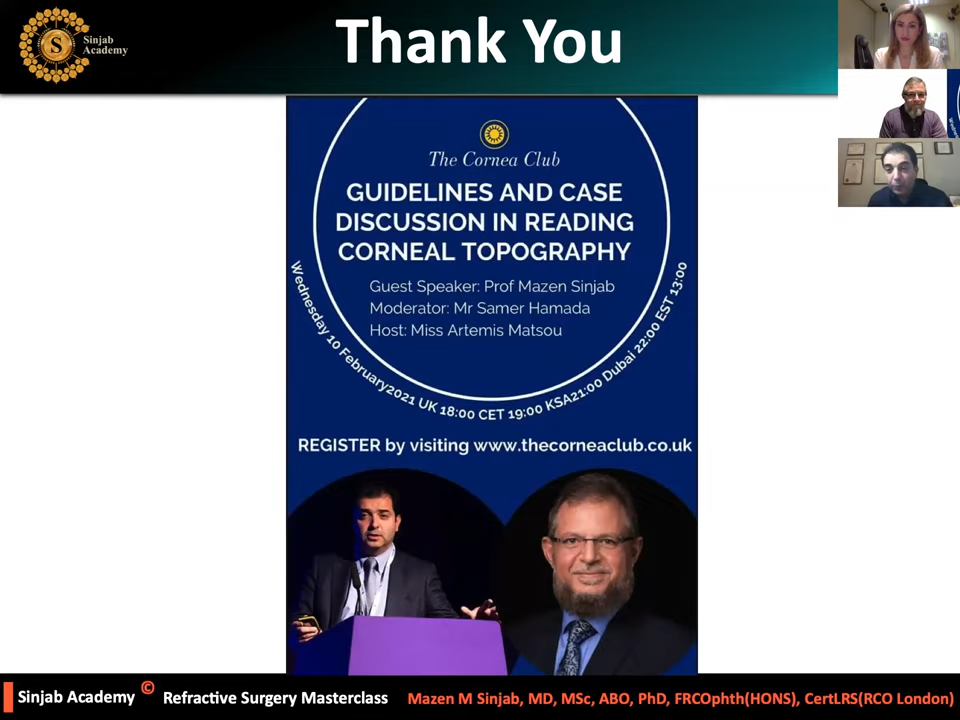 S
Sinjab
Academy
Thank You
The Cornea Club
GUIDELINES AND CASE
DISCUSSION IN READING
CORNEAL TOPOGRAPHY
Guest Speaker: Prof Mazen Sinjab
Moderator: Mr Samer Hamada
Host: Miss Artemis Matsou
Wednesday 10 February2021 UK 18:00 CET 19:00 KSA21:00 Dubai 22:00 EST 13:00
REGISTER by visiting www.thecorneaclub.co.uk
Sinjab Academy © Refractive Surgery Masterclass Mazen M Sinjab, MD, MSc, ABO, PhD, FRCOphth(HONS), CertLRS(RCO London)